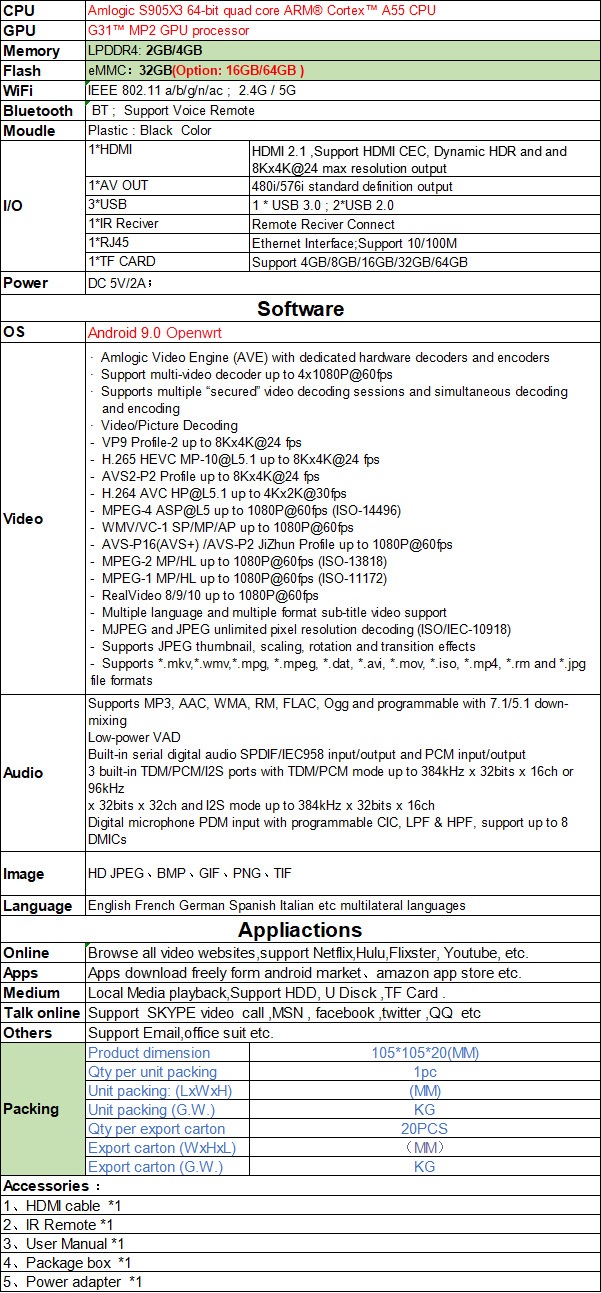 CPU Amlogic S905X3 64-bit quad core ARM® Cortex™ A55 CPU
GPU G31™ MP2 GPU processor
Memory LPDDR4: 2GB/4GB
Flash eMMC：32GB(Option: 16GB/64GB )
WiFi IEEE 802.11 a/b/g/n/ac ; 2.4G / 5G
Bluetooth BT ; Support Voice Remote
Moudle Plastic : Black Color
I/O
1*HDMI HDMI 2.1 ,Support HDMI CEC, Dynamic HDR and and
8Kx4K@24 max resolution output
1*AV OUT 480i/576i standard definition output
3*USB 1 * USB 3.0 ; 2*USB 2.0
1*IR Reciver Remote Reciver Connect
1*RJ45 Ethernet Interface;Support 10/100M
1*TF CARD Support 4GB/8GB/16GB/32GB/64GB
Power DC 5V/2A；
Software
OS Android 9.0 Openwrt
Video
· Amlogic Video Engine (AVE) with dedicated hardware decoders and encoders
· Support multi-video decoder up to 4x1080P@60fps
· Supports multiple “secured” video decoding sessions and simultaneous decoding
and encoding
· Video/Picture Decoding
- VP9 Profile-2 up to 8Kx4K@24 fps
- H.265 HEVC MP-10@L5.1 up to 8Kx4K@24 fps
- AVS2-P2 Profile up to 8Kx4K@24 fps
- H.264 AVC HP@L5.1 up to 4Kx2K@30fps
- MPEG-4 ASP@L5 up to 1080P@60fps (ISO-14496)
- WMV/VC-1 SP/MP/AP up to 1080P@60fps
- AVS-P16(AVS+) /AVS-P2 JiZhun Profile up to 1080P@60fps
- MPEG-2 MP/HL up to 1080P@60fps (ISO-13818)
- MPEG-1 MP/HL up to 1080P@60fps (ISO-11172)
- RealVideo 8/9/10 up to 1080P@60fps
- Multiple language and multiple format sub-title video support
- MJPEG and JPEG unlimited pixel resolution decoding (ISO/IEC-10918)
- Supports JPEG thumbnail, scaling, rotation and transition effects
- Supports *.mkv,*.wmv,*.mpg, *.mpeg, *.dat, *.avi, *.mov, *.iso, *.mp4, *.rm and *.jpg
file formats
Audio
Supports MP3, AAC, WMA, RM, FLAC, Ogg and programmable with 7.1/5.1 down-
mixing
Low-power VAD
Built-in serial digital audio SPDIF/IEC958 input/output and PCM input/output
3 built-in TDM/PCM/I2S ports with TDM/PCM mode up to 384kHz x 32bits x 16ch or
96kHz
x 32bits x 32ch and I2S mode up to 384kHz x 32bits x 16ch
Digital microphone PDM input with programmable CIC, LPF & HPF, support up to 8
DMICs
Image HD JPEG、BMP、GIF、PNG、TIF
Language English French German Spanish Italian etc multilateral languages
Appliactions
Online Browse all video websites,support Netflix,Hulu,Flixster, Youtube, etc.
Apps Apps download freely form android market、amazon app store etc.
Medium Local Media playback,Support HDD, U Disck ,TF Card .
Talk online Support SKYPE video call ,MSN , facebook ,twitter ,QQ etc
Others Support Email,office suit etc.
Packing
Product dimension 105*105*20(MM)
Qty per unit packing 1pc
Unit packing: (LxWxH) (MM)
Unit packing (G.W.) KG
Qty per export carton 20PCS
Export carton (WxHxL) （MM）
Export carton (G.W.) KG
Accessories ：
1、HDMI cable *1
2、IR Remote *1
3、User Manual *1
4、Package box *1
5、Power adapter *1